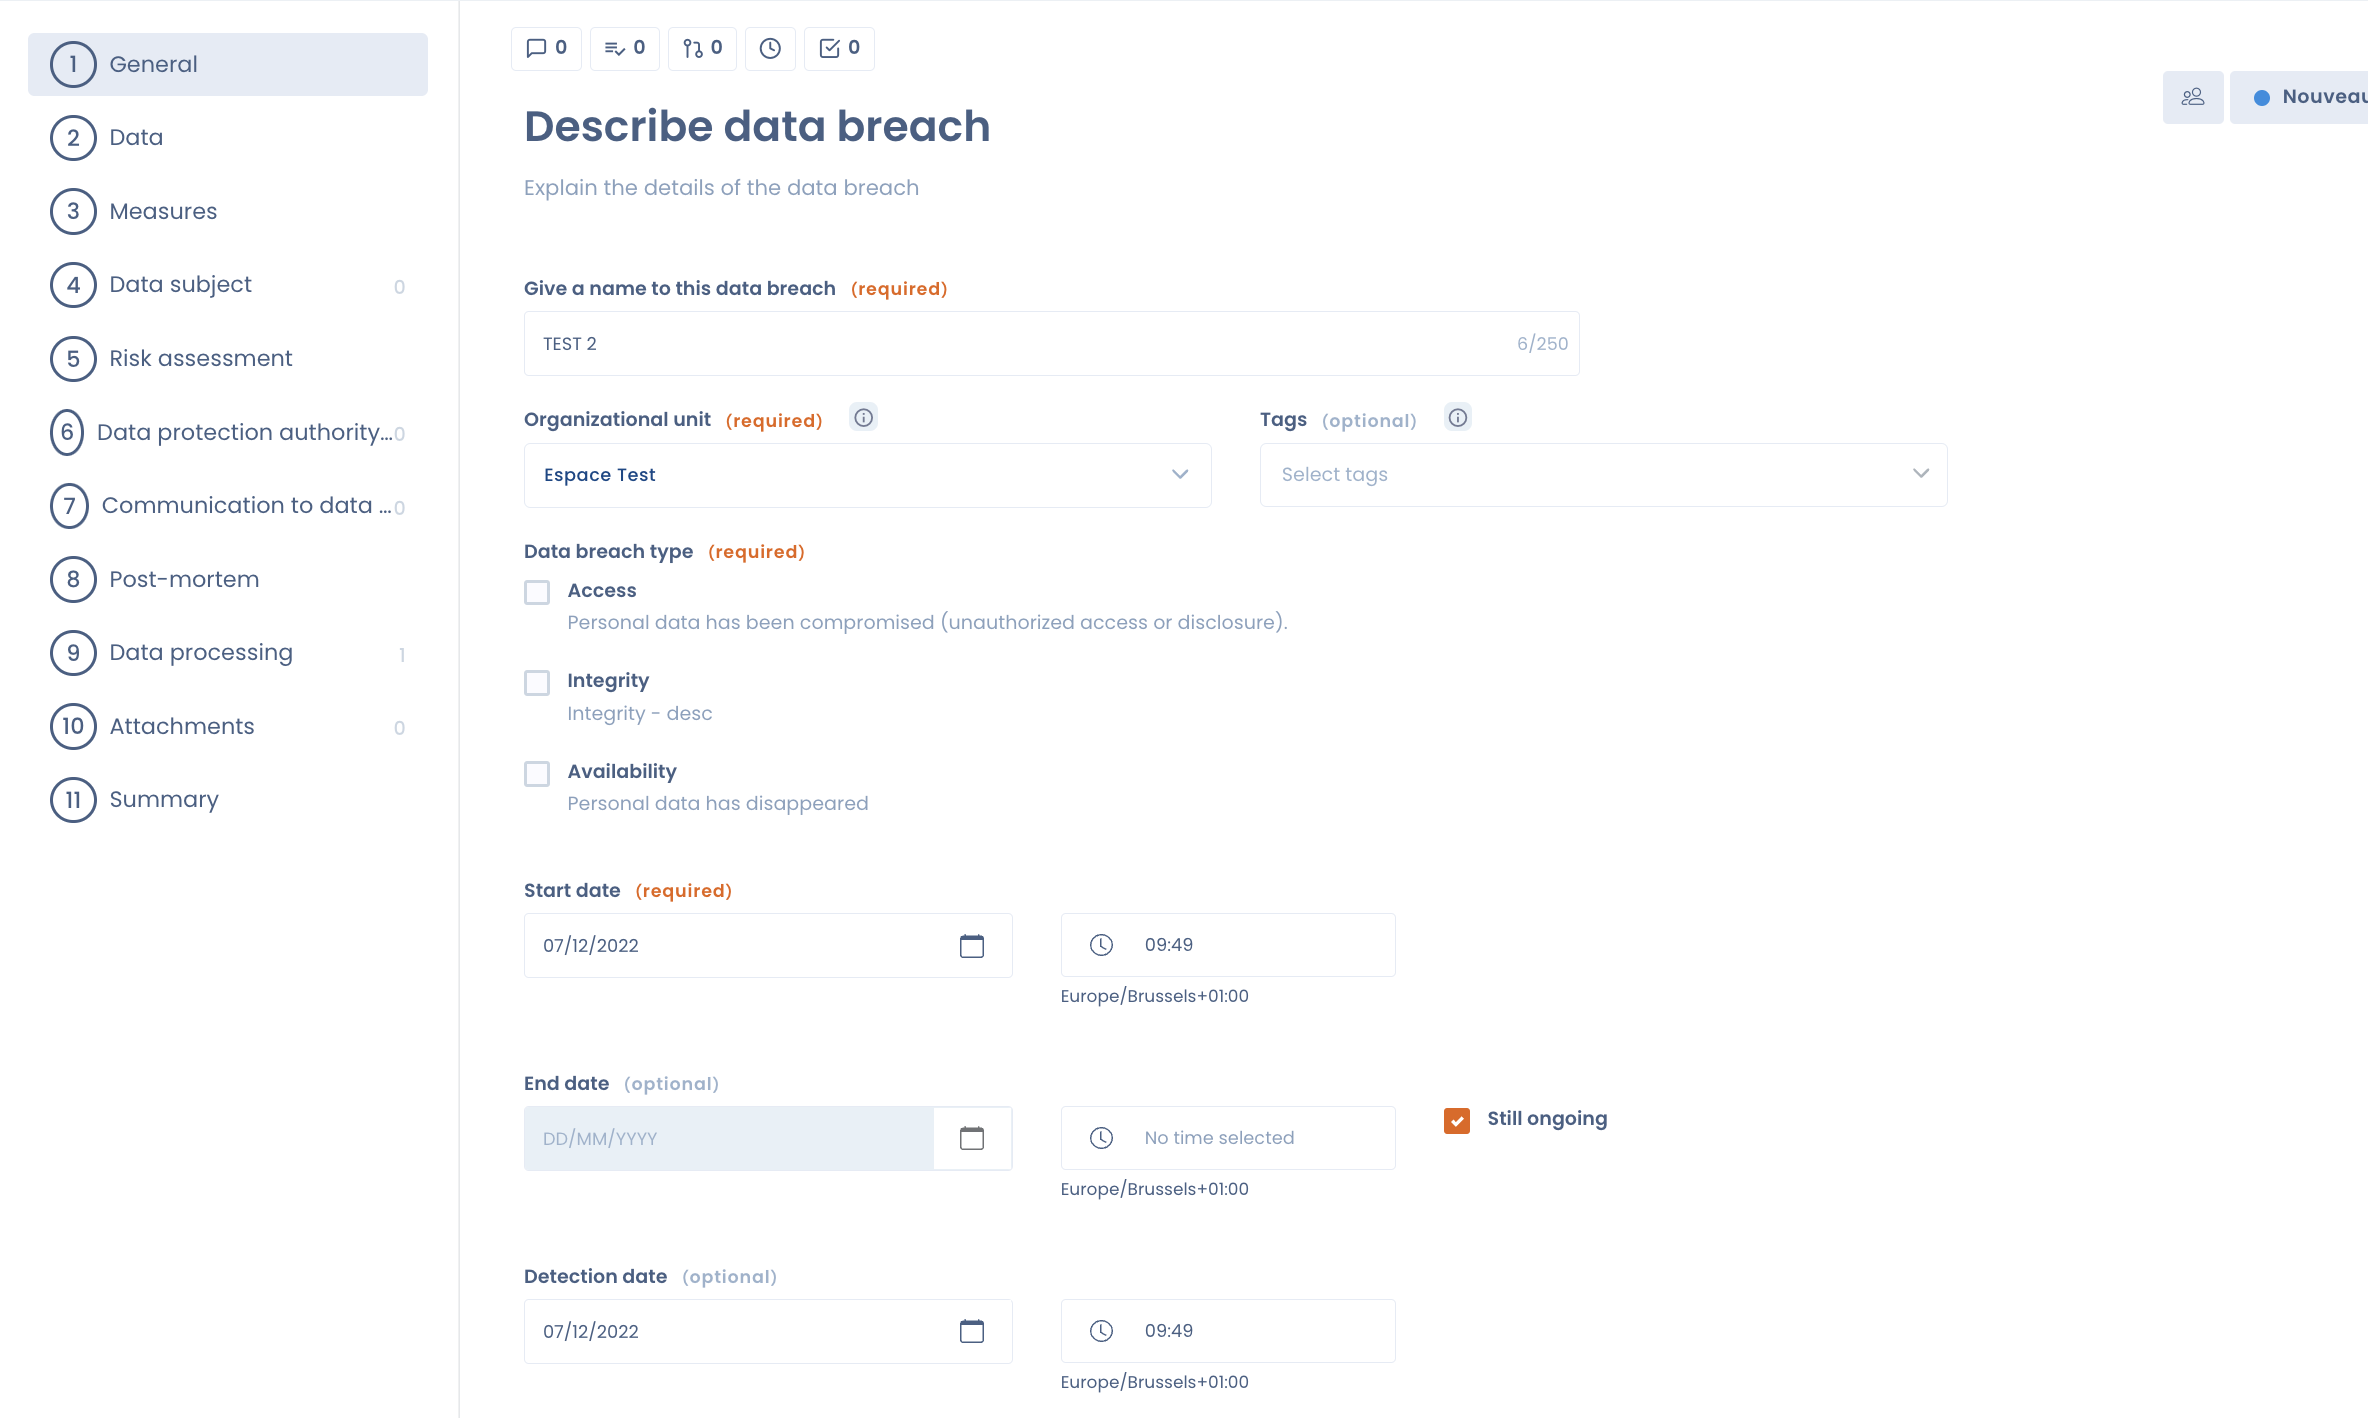 1 General
2 Data
3 Measures
4 Data subject 0
5 Risk assessment
6 Data protection authority... 0
7 Communication to data ... 0
8 Post-mortem
9 Data processing 1
10 Attachments 0
11 Summary
0 0 0 0
Nouveau
Describe data breach
Explain the details of the data breach
Give a name to this data breach (required)
TEST 2 6/250
Organizational unit (required) Tags (optional)
Espace Test Select tags
Data breach type (required)
Access
Personal data has been compromised (unauthorized access or disclosure).
Integrity
Integrity - desc
Availability
Personal data has disappeared
Start date (required)
07/12/2022 09:49
Europe/Brussels+01:00
End date (optional)
DD/MM/YYYY No time selected Still ongoing
Europe/Brussels+01:00
Detection date (optional)
07/12/2022 09:49
Europe/Brussels+01:00